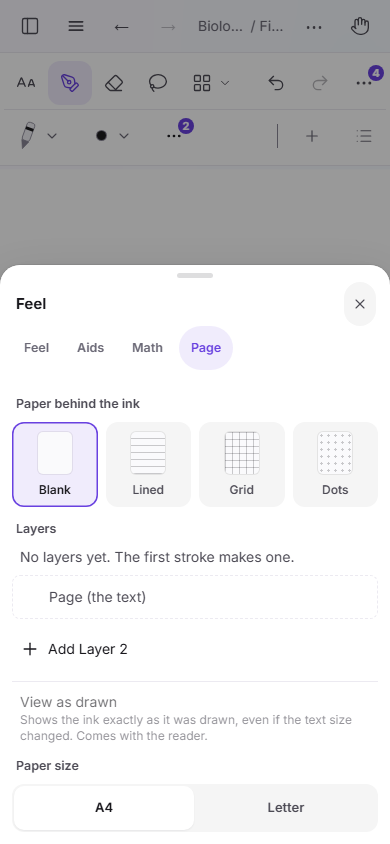 Biolo... / Fi...
AA
4
2
Feel
Feel Aids Math Page
Paper behind the ink
Blank Lined Grid Dots
Layers
No layers yet. The first stroke makes one.
Page (the text)
Add Layer 2
View as drawn
Shows the ink exactly as it was drawn, even if the text size
changed. Comes with the reader.
Paper size
A4 Letter